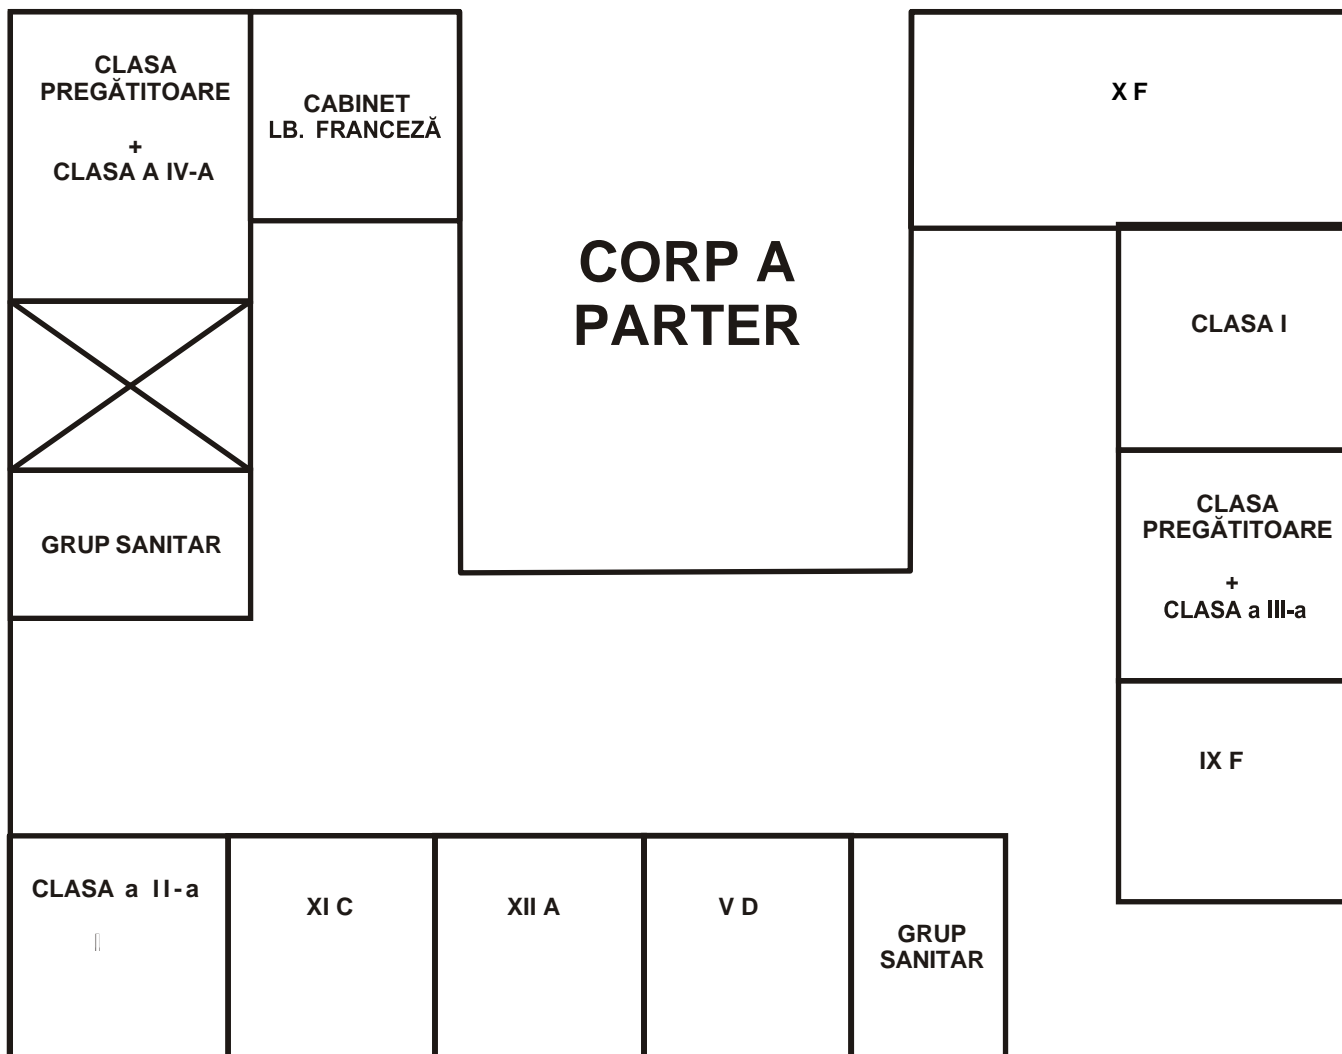 CLASA
PREGĂTITOARE
+
CLASA A IV-A
CABINET
LB. FRANCEZĂ
CORP A
PARTER
X F
CLASA I
CLASA
PREGĂTITOARE
+
CLASA a III-a
IX F
GRUP SANITAR
CLASA a II-a
XI C
XII A
V D
GRUP
SANITAR